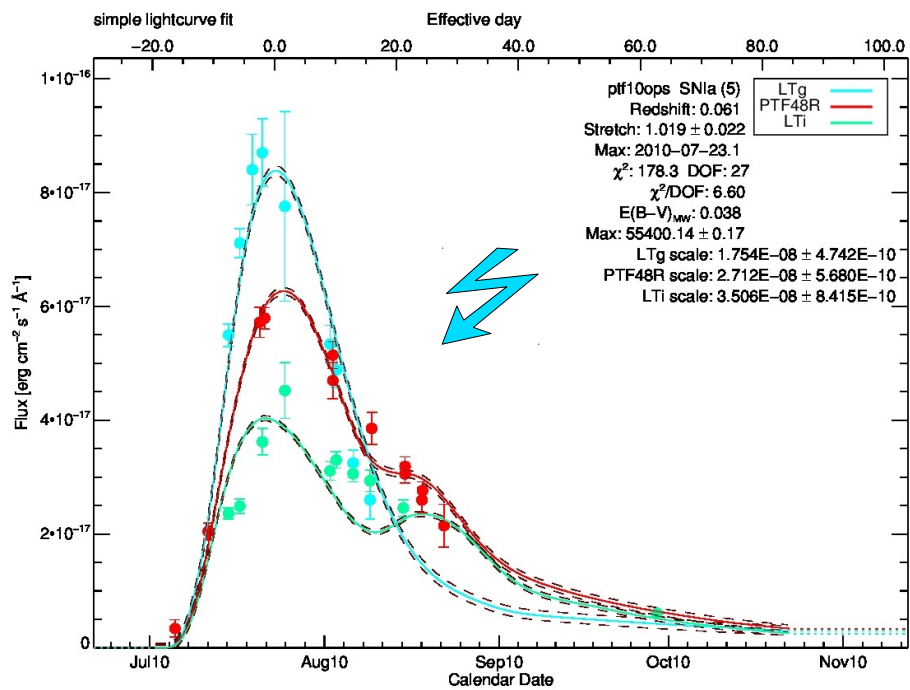 simple lightcurve fit
Effective day
−20.0 0.0 20.0 40.0 60.0 80.0 100.0
1•10⁻¹⁶
8•10⁻¹⁷
6•10⁻¹⁷
4•10⁻¹⁷
2•10⁻¹⁷
0
Flux [erg cm⁻² s⁻¹ Å⁻¹]
ptf10ops SNIa (5)
Redshift: 0.061
Stretch: 1.019 ± 0.022
Max: 2010−07−23.1
χ²: 178.3 DOF: 27
χ²/DOF: 6.60
E(B−V)MW: 0.038
Max: 55400.14 ± 0.17
LTg scale: 1.754E−08 ± 4.742E−10
PTF48R scale: 2.712E−08 ± 5.680E−10
LTi scale: 3.506E−08 ± 8.415E−10
LTg
PTF48R
LTi
Jul10 Aug10 Sep10 Oct10 Nov10
Calendar Date